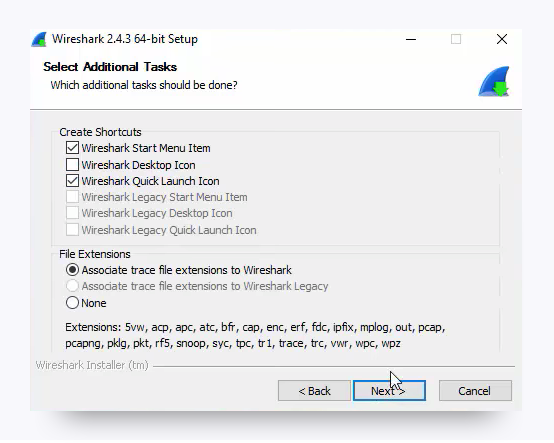 Wireshark 2.4.3 64-bit Setup
Select Additional Tasks
Which additional tasks should be done?
Create Shortcuts
Wireshark Start Menu Item
Wireshark Desktop Icon
Wireshark Quick Launch Icon
Wireshark Legacy Start Menu Item
Wireshark Legacy Desktop Icon
Wireshark Legacy Quick Launch Icon
File Extensions
Associate trace file extensions to Wireshark
Associate trace file extensions to Wireshark Legacy
None
Extensions: 5vw, acp, apc, atc, bfr, cap, enc, erf, fdc, ipfix, mplog, out, pcap,
pcapng, pklg, pkt, rf5, snoop, syc, tpc, tr1, trace, trc, vwr, wpc, wpz
Wireshark Installer (tm)
< Back Next > Cancel